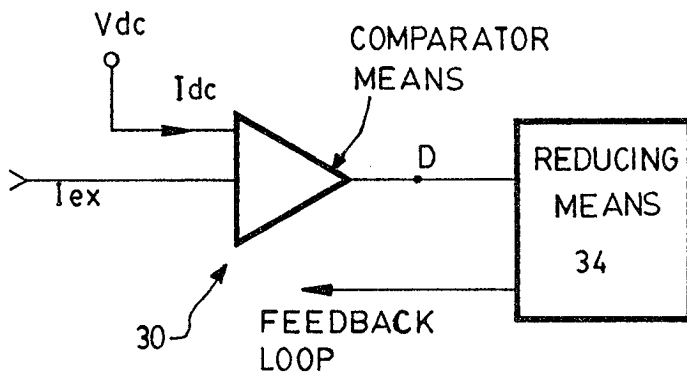 Vdc
COMPARATOR
MEANS
Idc
D
REDUCING
MEANS
34
Iex
30
FEEDBACK
LOOP